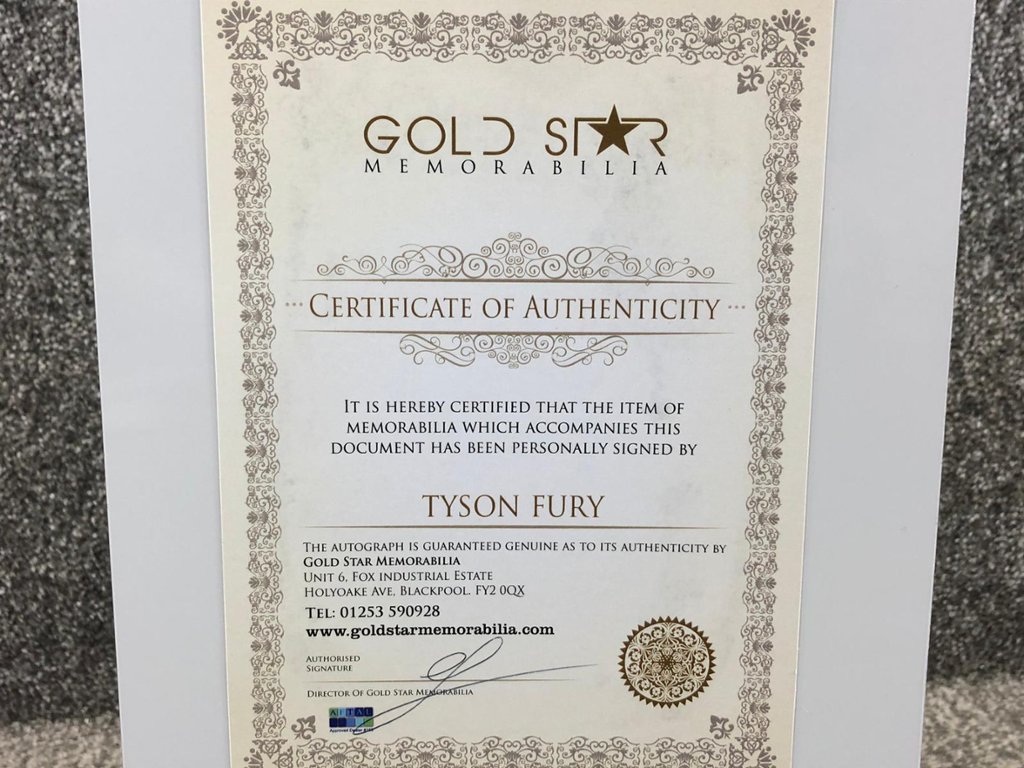 GOLD STAR
MEMORABILIA
CERTIFICATE OF AUTHENTICITY
IT IS HEREBY CERTIFIED THAT THE ITEM OF
MEMORABILIA WHICH ACCOMPANIES THIS
DOCUMENT HAS BEEN PERSONALLY SIGNED BY
TYSON FURY
THE AUTOGRAPH IS GUARANTEED GENUINE AS TO ITS AUTHENTICITY BY
GOLD STAR MEMORABILIA
UNIT 6, FOX INDUSTRIAL ESTATE
HOLYOAKE AVE, BLACKPOOL. FY2 0QX
TEL: 01253 590928
www.goldstarmemorabilia.com
AUTHORISED
SIGNATURE
DIRECTOR OF GOLD STAR MEMORABILIA
AFTAL
Approved Dealer